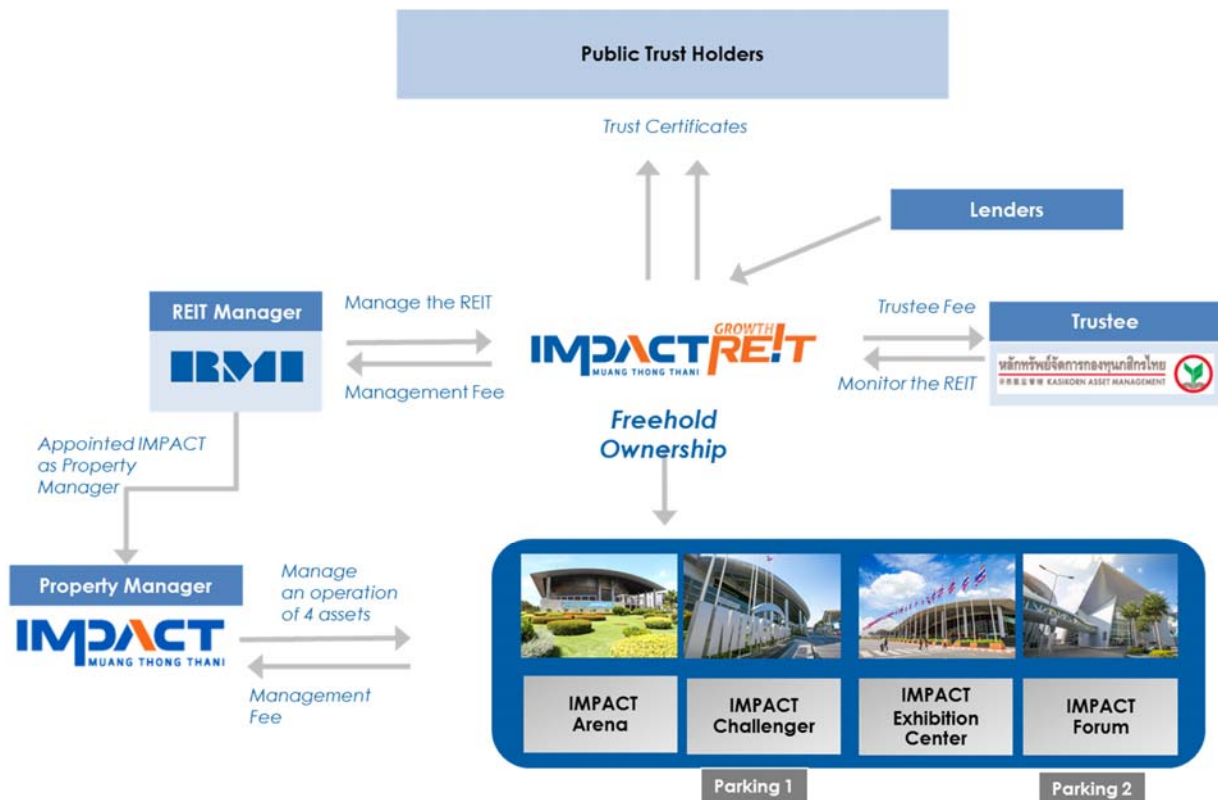 Public Trust Holders
Trust Certificates
Lenders
REIT Manager
RMI
Manage the REIT
Management Fee
IMPACT
MUANG THONG THANI
GROWTH
RE!T
Trustee Fee
Monitor the REIT
Trustee
หลักทรัพย์จัดการกองทุนกสิกรไทย
KASIKORN ASSET MANAGEMENT
Freehold
Ownership
Appointed IMPACT
as Property
Manager
Property Manager
IMPACT
MUANG THONG THANI
Manage
an operation
of 4 assets
Management
Fee
IMPACT
Arena
IMPACT
Challenger
IMPACT
Exhibition
Center
IMPACT
Forum
Parking 1
Parking 2